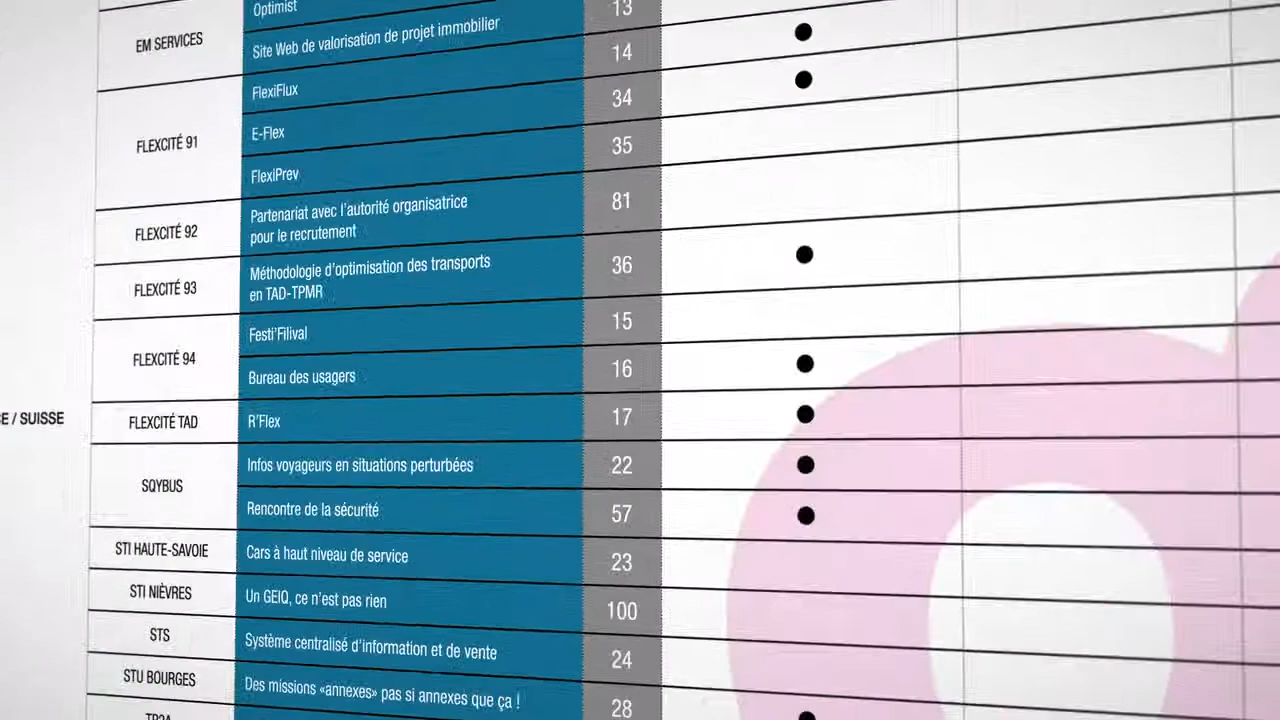 Optimist 13
EM SERVICES
Site Web de valorisation de projet immobilier 14
FlexiFlux 34
FLEXCITÉ 91
E-Flex 35
FlexiPrev
FLEXCITÉ 92
Partenariat avec l'autorité organisatrice
pour le recrutement
81
FLEXCITÉ 93
Méthodologie d'optimisation des transports
en TAD-TPMR
36
FLEXCITÉ 94
Festi'Filival 15
Bureau des usagers 16
E / SUISSE
FLEXCITÉ TAD R'Flex 17
SQYBUS
Infos voyageurs en situations perturbées 22
Rencontre de la sécurité 57
STI HAUTE-SAVOIE Cars à haut niveau de service 23
STI NIÈVRES Un GEIQ, ce n'est pas rien 100
STS Système centralisé d'information et de vente 24
STU BOURGES Des missions «annexes» pas si annexes que ça ! 28